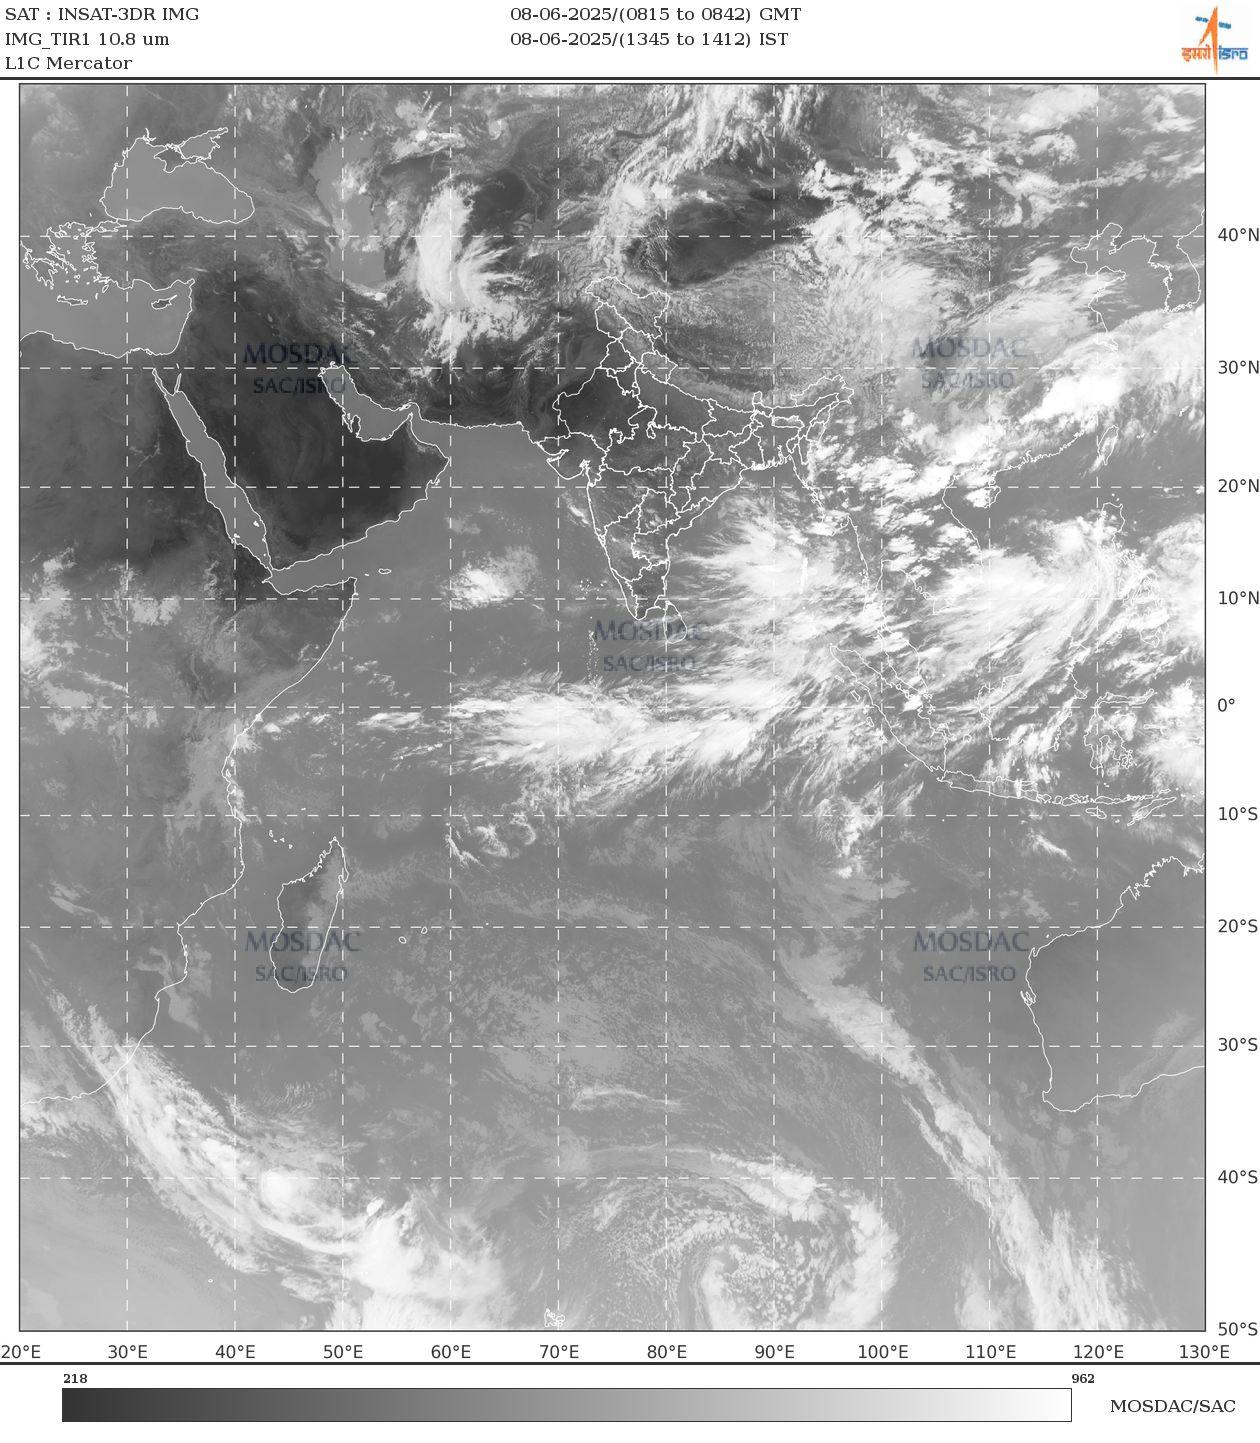 SAT : INSAT-3DR IMG
IMG_TIR1 10.8 um
L1C Mercator
08-06-2025/(0815 to 0842) GMT
08-06-2025/(1345 to 1412) IST
इसरो isro
40°N
MOSDAC
SAC/ISRO
MOSDAC
SAC/ISRO
30°N
20°N
10°N
MOSDAC
SAC/ISRO
0°
10°S
20°S
MOSDAC
SAC/ISRO
MOSDAC
SAC/ISRO
30°S
40°S
50°S
20°E 30°E 40°E 50°E 60°E 70°E 80°E 90°E 100°E 110°E 120°E 130°E
218 962
MOSDAC/SAC